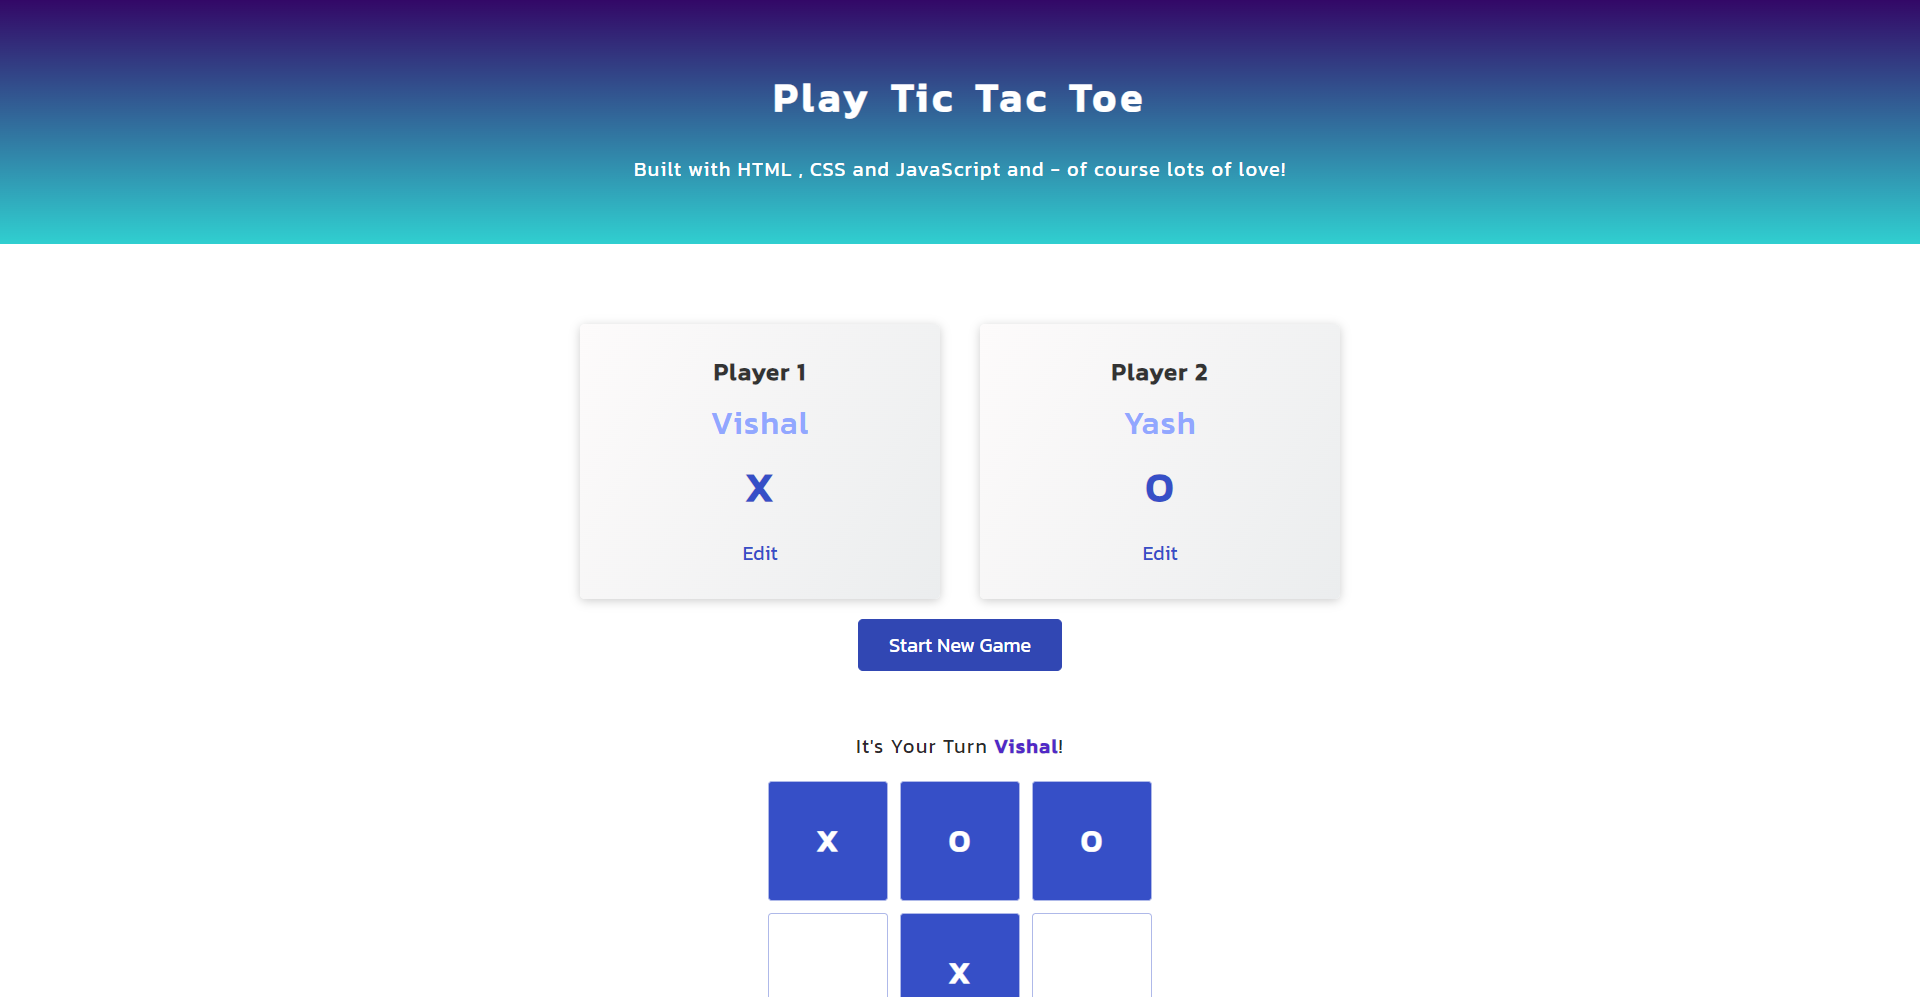 Play Tic Tac Toe
Built with HTML , CSS and JavaScript and - of course lots of love!
Player 1
Vishal
X
Edit
Player 2
Yash
O
Edit
Start New Game
It's Your Turn Vishal!
X O O
X